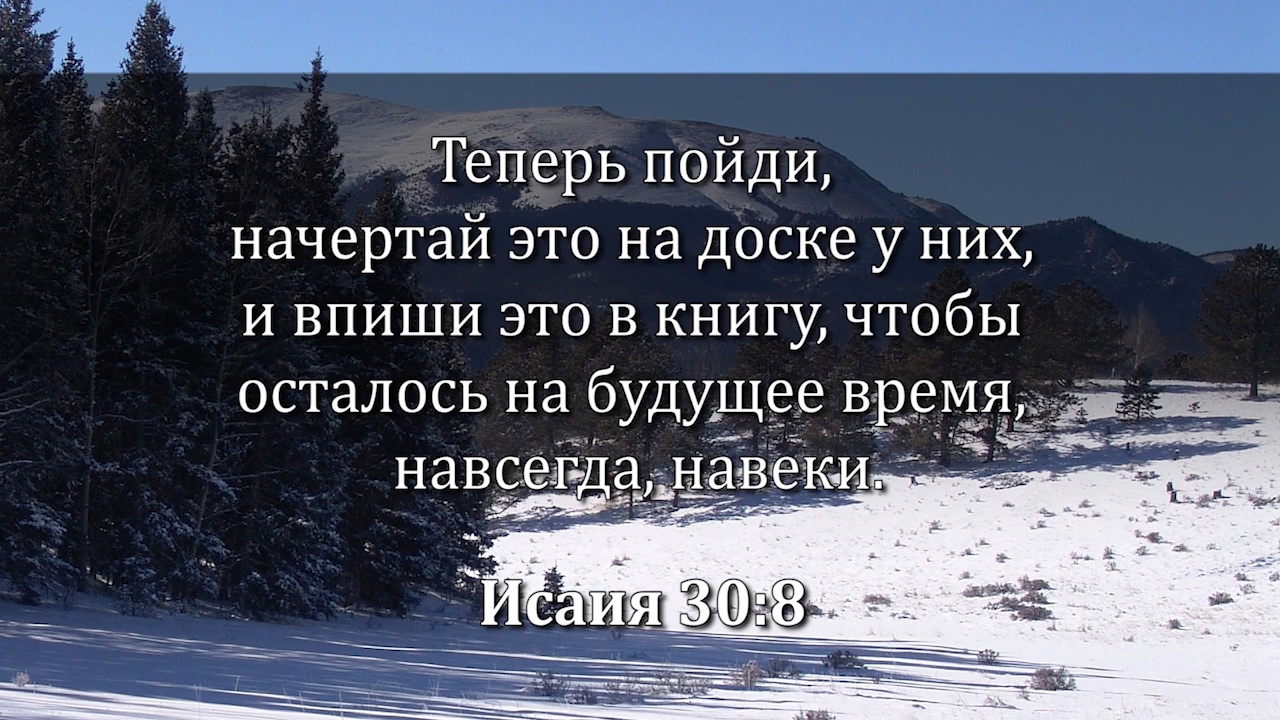 Теперь пойди,
начертай это на доске у них,
и впиши это в книгу, чтобы
осталось на будущее время,
навсегда, навеки.
Исаия 30:8